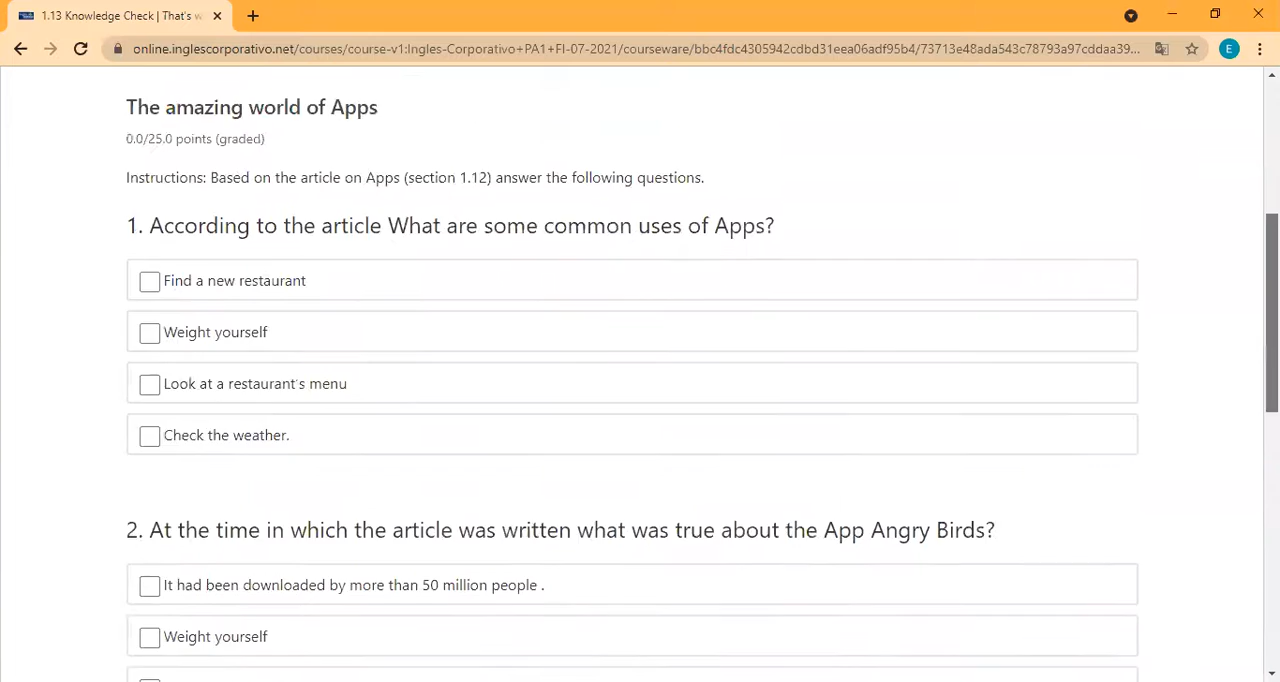 1.13 Knowledge Check | That's w
online.inglescorporativo.net/courses/course-v1:Ingles-Corporativo+PA1+FI-07-2021/courseware/bbc4fdc4305942cdbd31eea06adf95b4/73713e48ada543c78793a97cddaa39...
E
The amazing world of Apps
0.0/25.0 points (graded)
Instructions: Based on the article on Apps (section 1.12) answer the following questions.
1. According to the article What are some common uses of Apps?
Find a new restaurant
Weight yourself
Look at a restaurant's menu
Check the weather.
2. At the time in which the article was written what was true about the App Angry Birds?
It had been downloaded by more than 50 million people .
Weight yourself